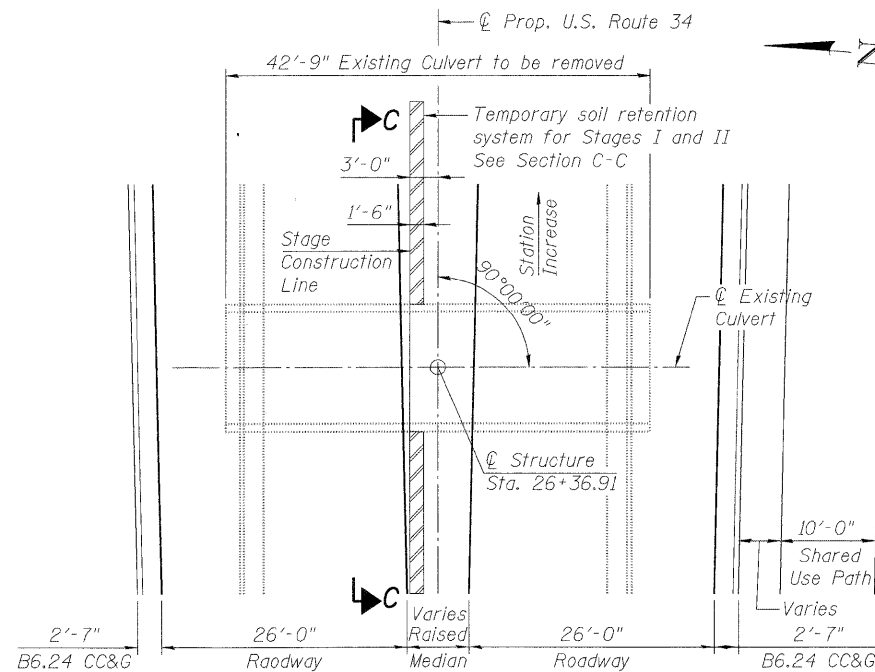 ℄ Prop. U.S. Route 34
N
42'-9" Existing Culvert to be removed
C
Temporary soil retention
system for Stages I and II
See Section C-C
3'-0"
1'-6"
Stage
Construction
Line
Station
Increase
90°00'00"
℄ Existing
Culvert
℄ Structure
Sta. 26+36.91
10'-0"
Shared
Use Path
Varies
C
2'-7"
B6.24 CC&G
26'-0"
Raodway
Varies
Raised
Median
26'-0"
Roadway
2'-7"
B6.24 CC&G